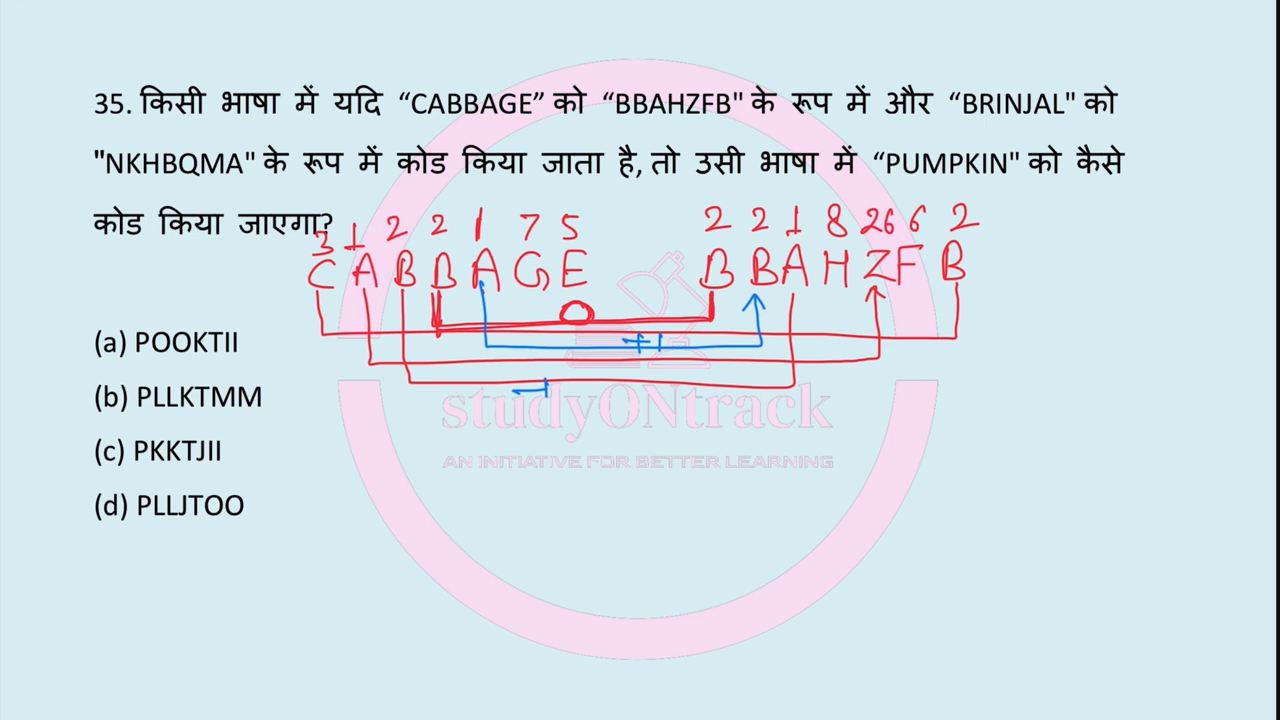 35. किसी भाषा में यदि “CABBAGE” को “BBAHZFB" के रूप में और “BRINJAL" को
"NKHBQMA" के रूप में कोड किया जाता है, तो उसी भाषा में “PUMPKIN" को कैसे
कोड किया जाएगा?
3 1 2 2 1 7 5 2 2 1 8 26 6 2
C A B B A G E B B A H Z F B
+1
-1
(a) POOKTII
(b) PLLKTMM
(c) PKKTJII
(d) PLLJTOO
studyONtrack
AN INITIATIVE FOR BETTER LEARNING